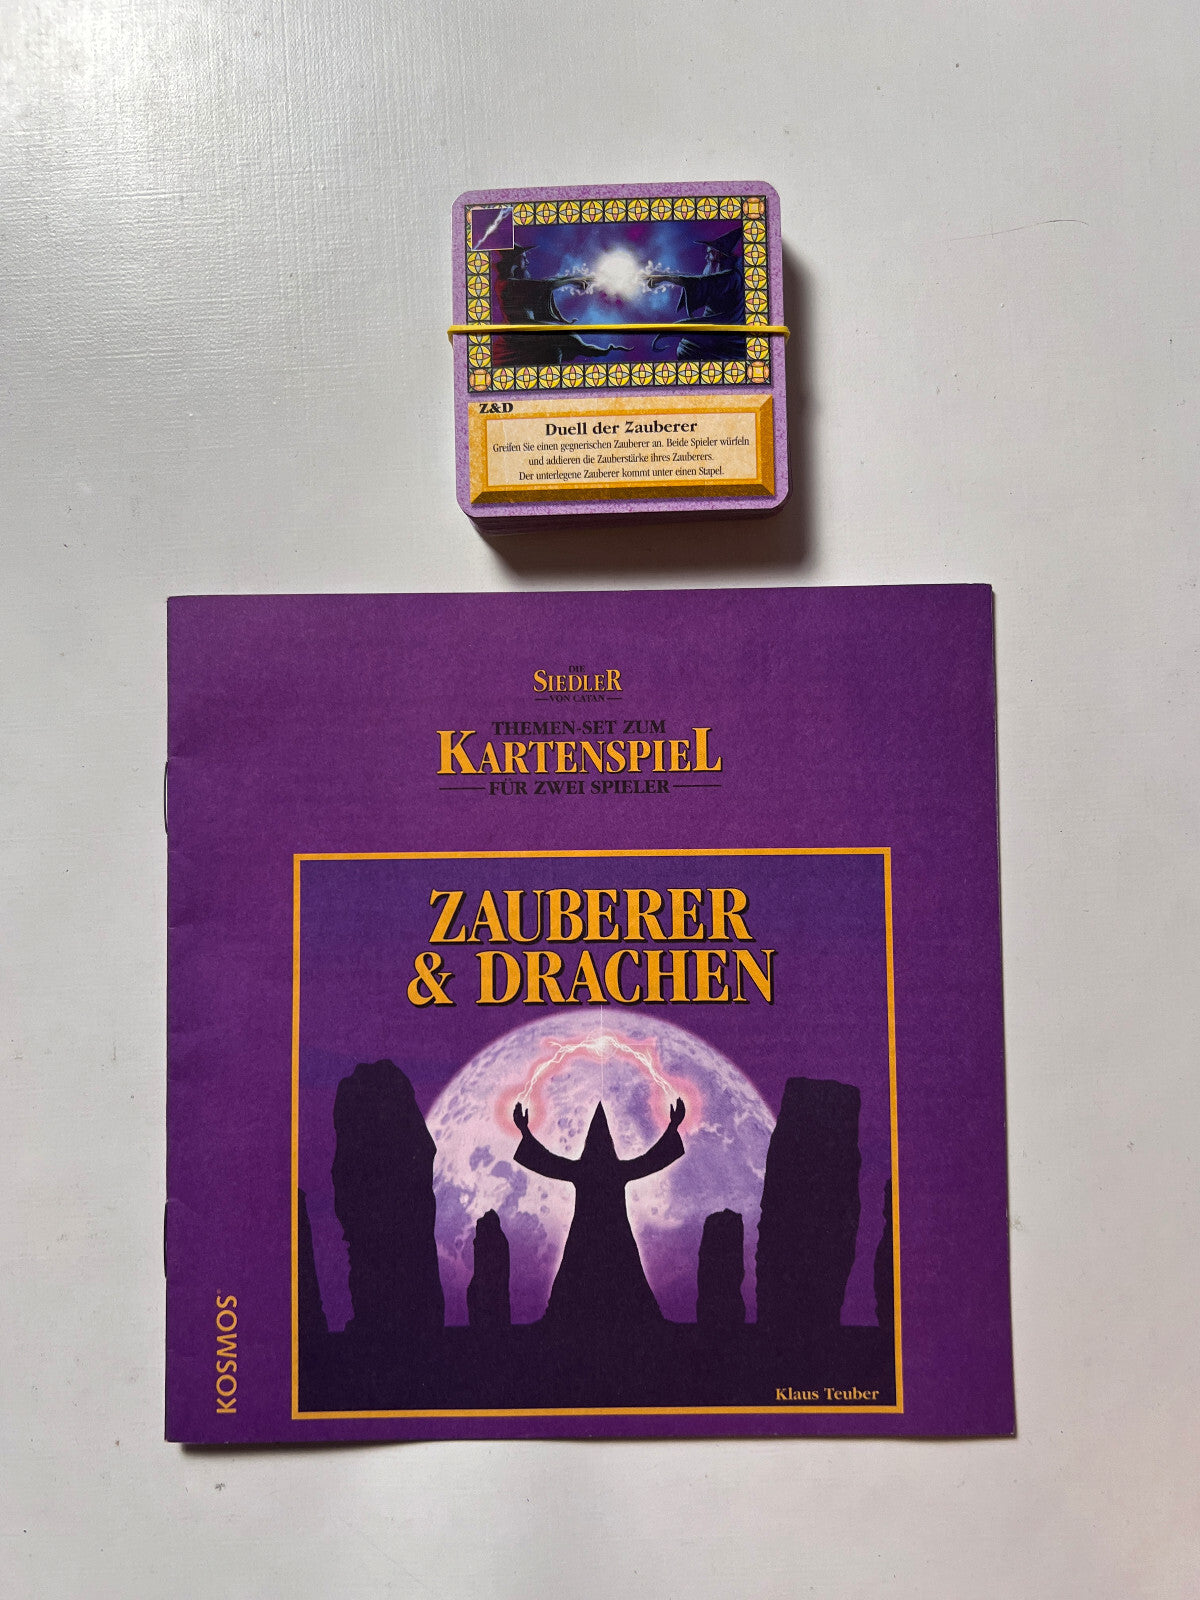 Z&D
Duell der Zauberer
Greifen Sie einen gegnerischen Zauberer an. Beide Spieler würfeln
und addieren die Zauberstärke ihres Zauberers.
Der unterlegene Zauberer kommt unter einen Stapel.
DIE
SIEDLER
VON CATAN
THEMEN-SET ZUM
KARTENSPIEL
FÜR ZWEI SPIELER
ZAUBERER
& DRACHEN
KOSMOS
Klaus Teuber